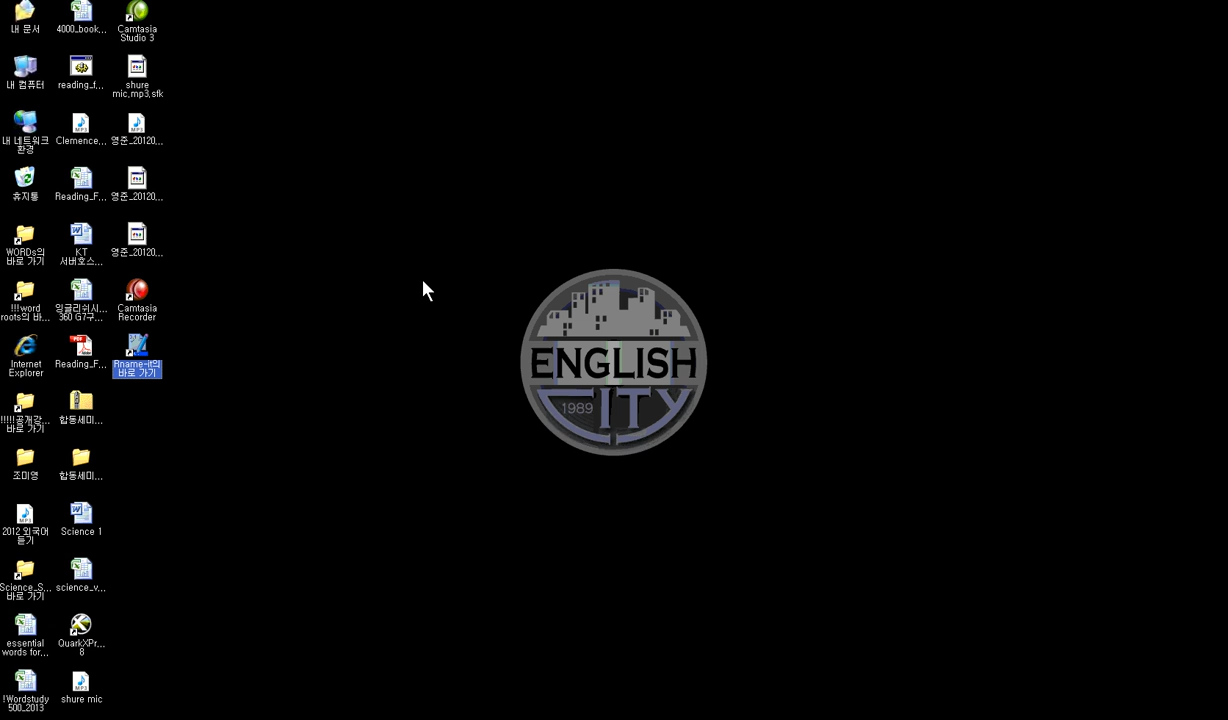 내 문서
내 컴퓨터
내 네트워크
환경
휴지통
WORDs의
바로 가기
!!!word
roots의 바...
Internet
Explorer
!!!!!공개강...
바로 가기
조미영
2012 외국어
듣기
Science_S...
바로 가기
essential
words for...
!Wordstudy
500_2013
4000_book...
reading_f...
Clemence...
Reading_F...
KT
서버호스...
잉글리쉬시...
360 G7구...
Reading_F...
합동세미...
합동세미...
Science 1
science_v...
QuarkXPr...
8
shure mic
Camtasia
Studio 3
shure
mic,mp3,sfk
영준_20120...
영준_20120...
영준_20120...
Camtasia
Recorder
Rname-it의
바로 가기
ENGLISH
1989 CITY